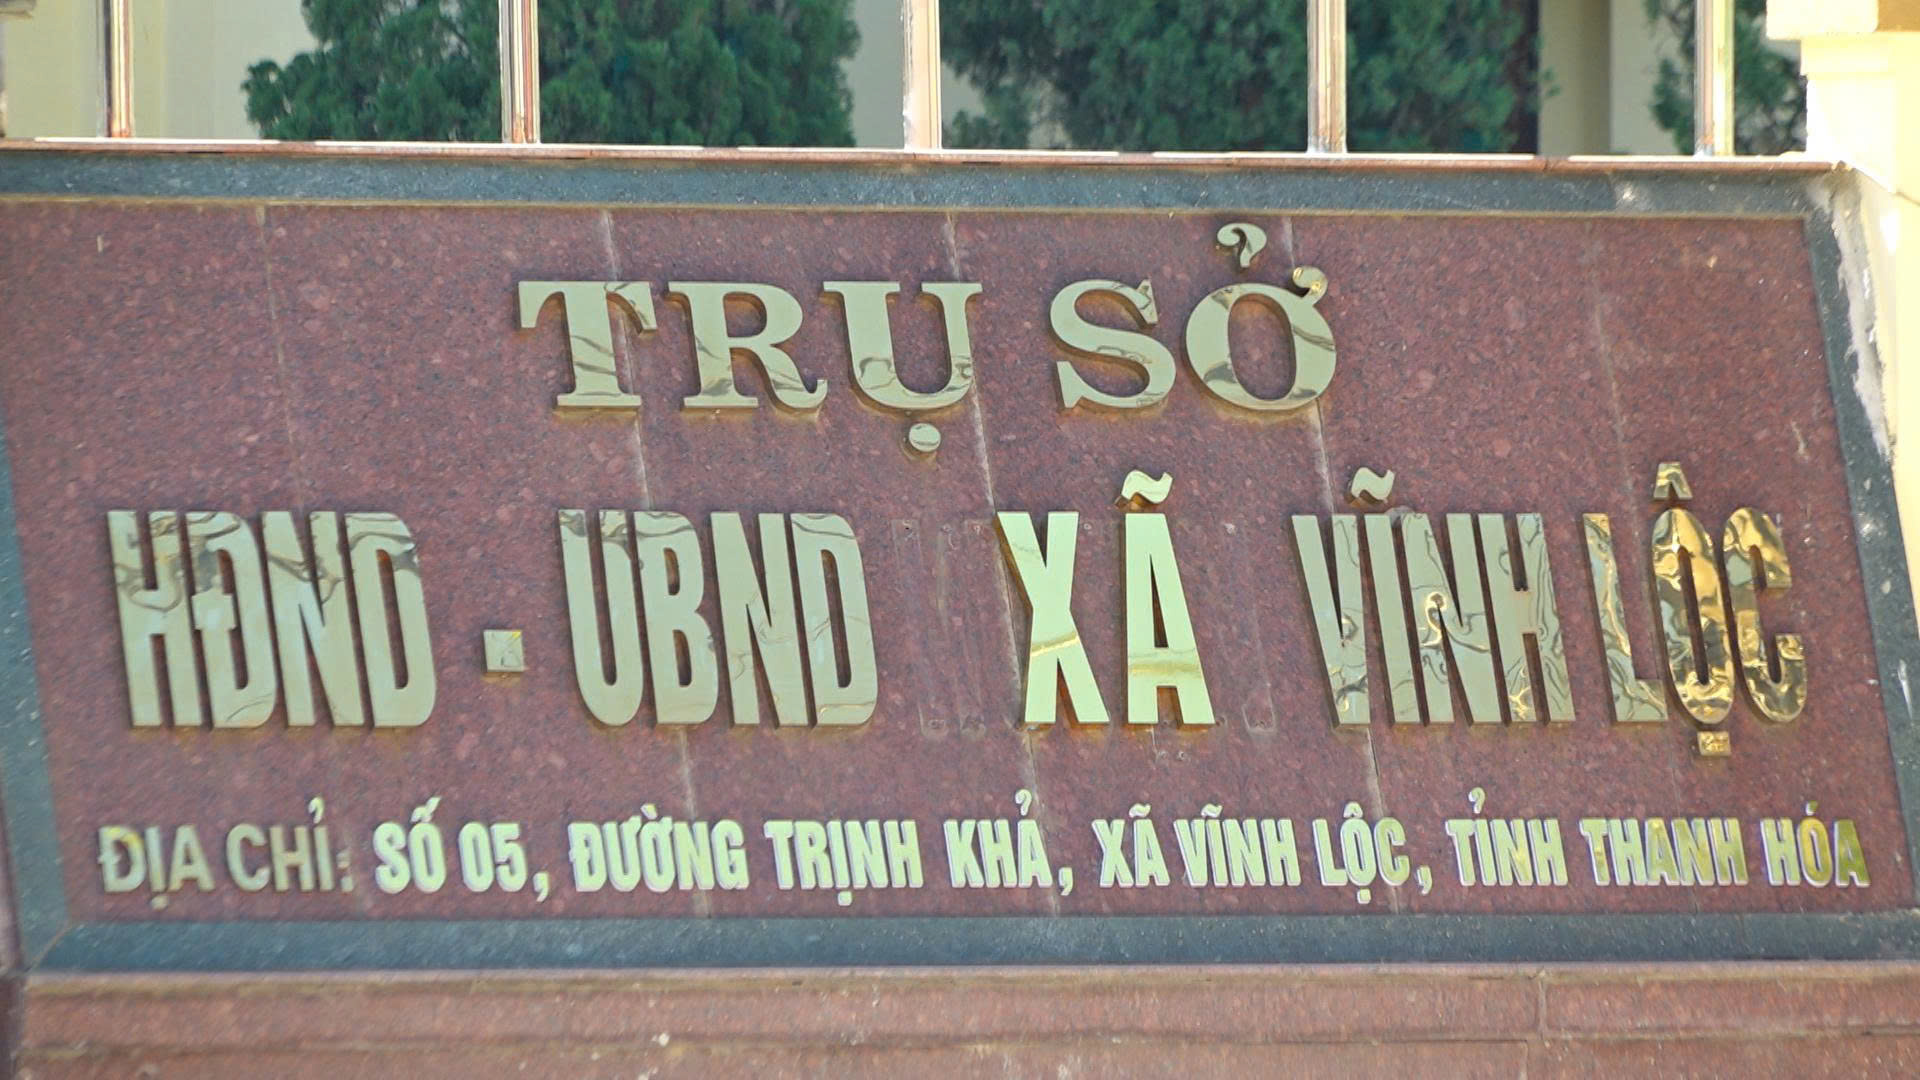 TRỤ SỞ
HĐND - UBND XÃ VĨNH LỘC
ĐỊA CHỈ: SỐ 05, ĐƯỜNG TRỊNH KHẢ, XÃ VĨNH LỘC, TỈNH THANH HÓA